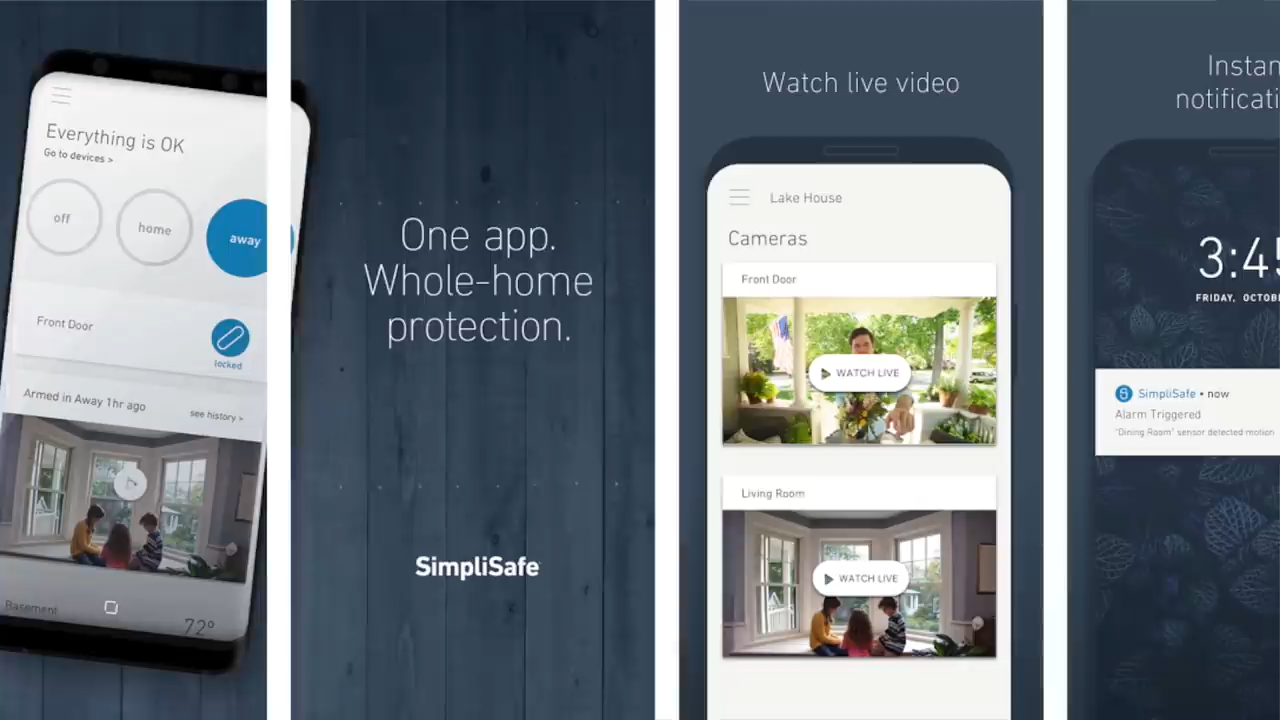 Everything is OK
Go to devices >
off
home
away
Front Door
locked
Armed in Away 1hr ago
see history >
Basement
72°
One app.
Whole-home
protection.
SimpliSafe
Watch live video
Lake House
Cameras
Front Door
WATCH LIVE
Living Room
WATCH LIVE
Instan
notificati
3:45
FRIDAY, OCTOB
SimpliSafe • now
Alarm Triggered
"Dining Room" sensor detected motion